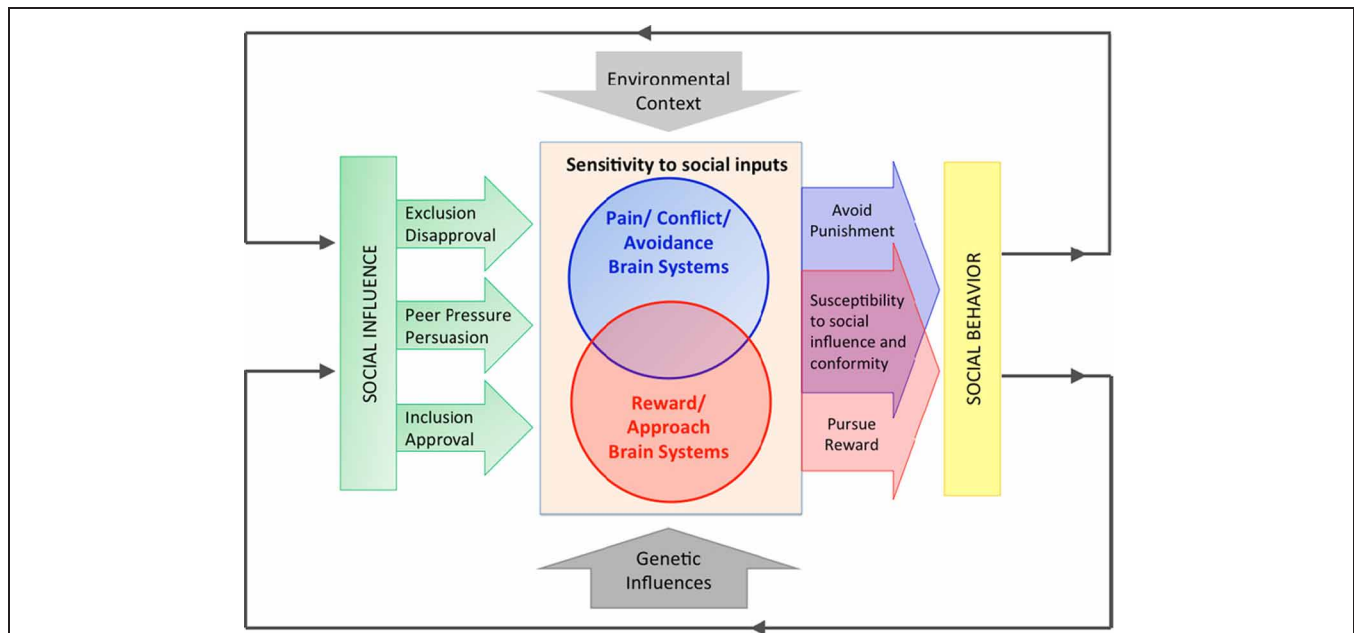 Environmental
Context
SOCIAL INFLUENCE
Exclusion
Disapproval
Peer Pressure
Persuasion
Inclusion
Approval
Sensitivity to social inputs
Pain/ Conflict/
Avoidance
Brain Systems
Reward/
Approach
Brain Systems
Avoid
Punishment
Susceptibility
to social
influence and
conformity
Pursue
Reward
SOCIAL BEHAVIOR
Genetic
Influences